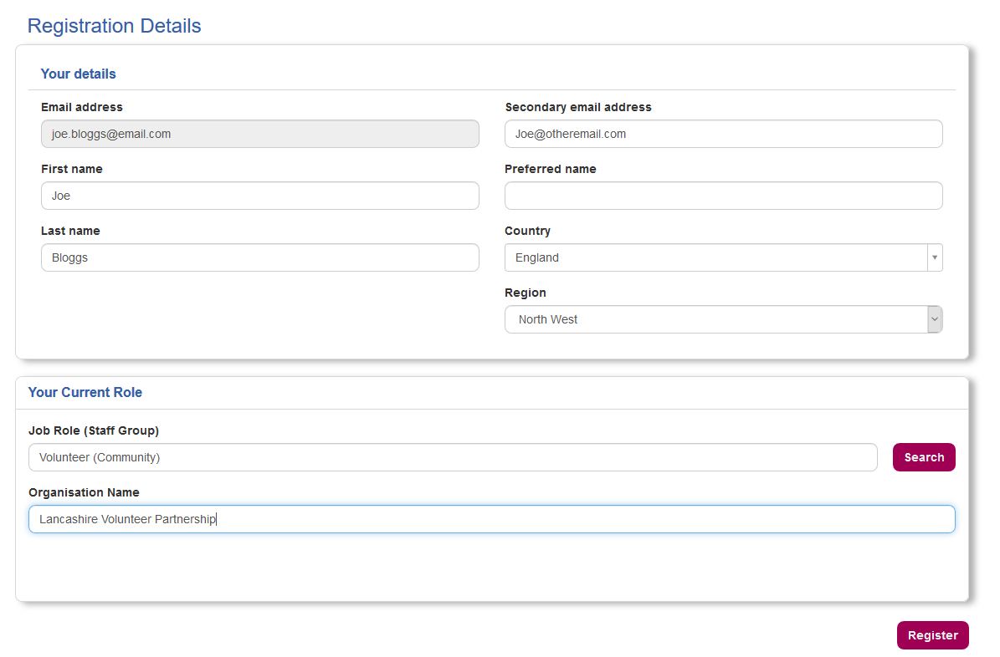 Registration Details
Your details
Email address
joe.bloggs@email.com
Secondary email address
Joe@otheremail.com
First name
Joe
Preferred name
Last name
Bloggs
Country
England
Region
North West
Your Current Role
Job Role (Staff Group)
Volunteer (Community)
Search
Organisation Name
Lancashire Volunteer Partnership
Register